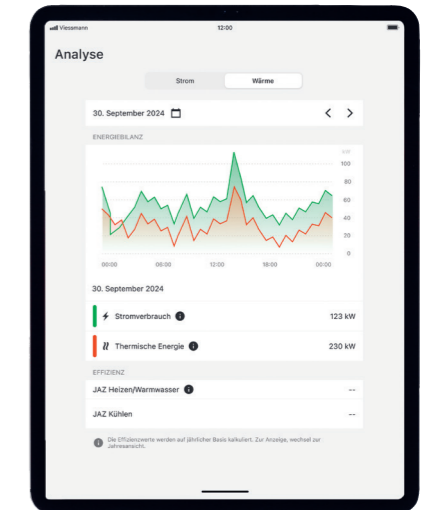 Viessmann 12:00
Analyse
Strom Wärme
30. September 2024
ENERGIEBILANZ
kW
100
80
60
40
20
0
00:00 06:00 12:00 18:00 00:00
30. September 2024
Stromverbrauch 123 kW
Thermische Energie 230 kW
EFFIZIENZ
JAZ Heizen/Warmwasser --
JAZ Kühlen --
Die Effizienzwerte werden auf jährlicher Basis kalkuliert. Zur Anzeige, wechsel zur
Jahresansicht.